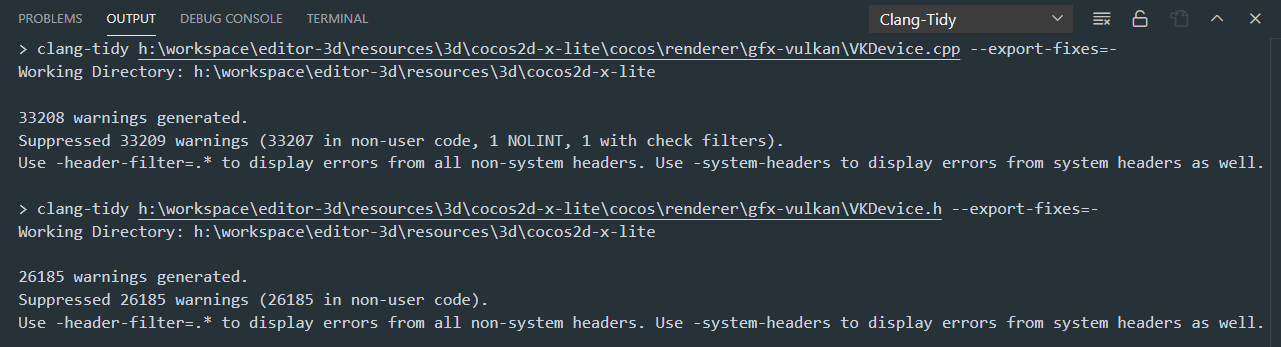 PROBLEMS OUTPUT DEBUG CONSOLE TERMINAL Clang-Tidy
> clang-tidy h:\workspace\editor-3d\resources\3d\cocos2d-x-lite\cocos\renderer\gfx-vulkan\VKDevice.cpp --export-fixes=-
Working Directory: h:\workspace\editor-3d\resources\3d\cocos2d-x-lite
33208 warnings generated.
Suppressed 33209 warnings (33207 in non-user code, 1 NOLINT, 1 with check filters).
Use -header-filter=.* to display errors from all non-system headers. Use -system-headers to display errors from system headers as well.
> clang-tidy h:\workspace\editor-3d\resources\3d\cocos2d-x-lite\cocos\renderer\gfx-vulkan\VKDevice.h --export-fixes=-
Working Directory: h:\workspace\editor-3d\resources\3d\cocos2d-x-lite
26185 warnings generated.
Suppressed 26185 warnings (26185 in non-user code).
Use -header-filter=.* to display errors from all non-system headers. Use -system-headers to display errors from system headers as well.